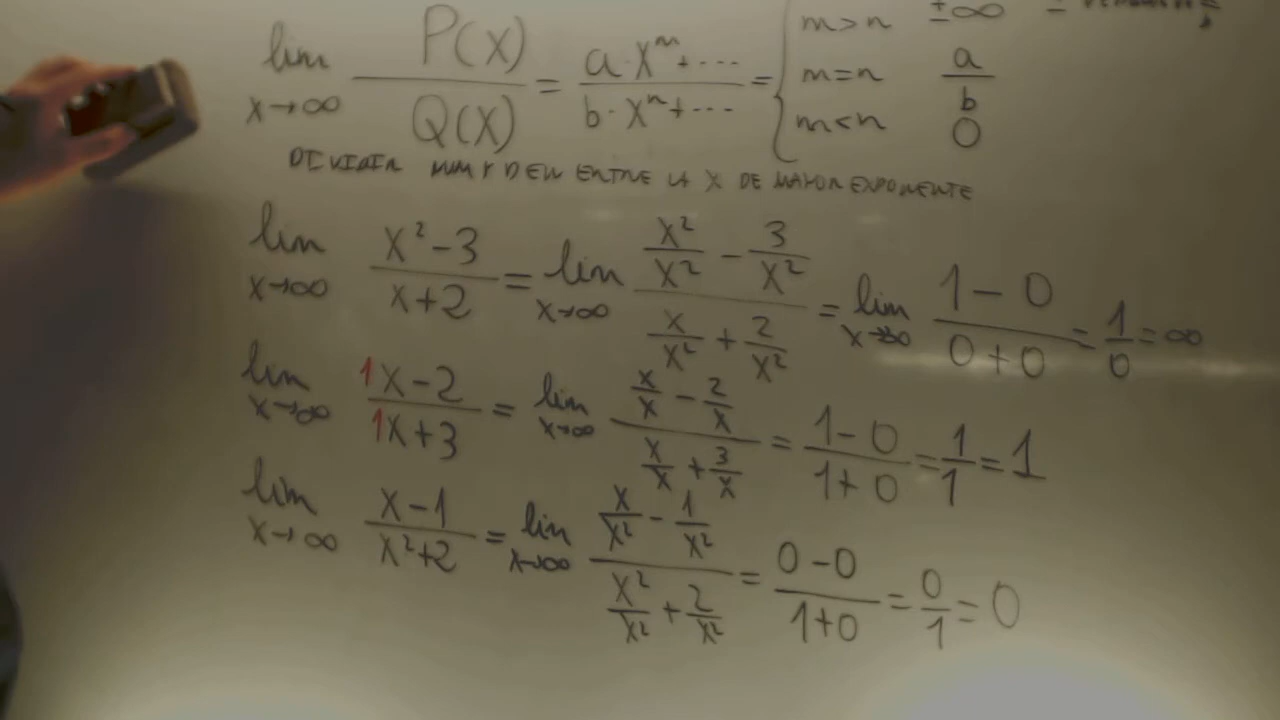 lim x→∞ P(x)/Q(x) = a·x^m+···/b·x^n+··· = { m>n ±∞
m=n a/b
m<n 0
DIVIDIR NUM Y DEN ENTRE LA X DE MAYOR EXPONENTE
lim x→∞ x²-3/x+2 = lim x→∞ (x²/x² - 3/x²)/(x/x² + 2/x²) = lim x→∞ 1-0/0+0 = 1/0 = ∞
lim x→∞ 1x-2/1x+3 = lim x→∞ (x/x - 2/x)/(x/x + 3/x) = 1-0/1+0 = 1/1 = 1
lim x→∞ x-1/x²+2 = lim x→∞ (x/x² - 1/x²)/(x²/x² + 2/x²) = 0-0/1+0 = 0/1 = 0